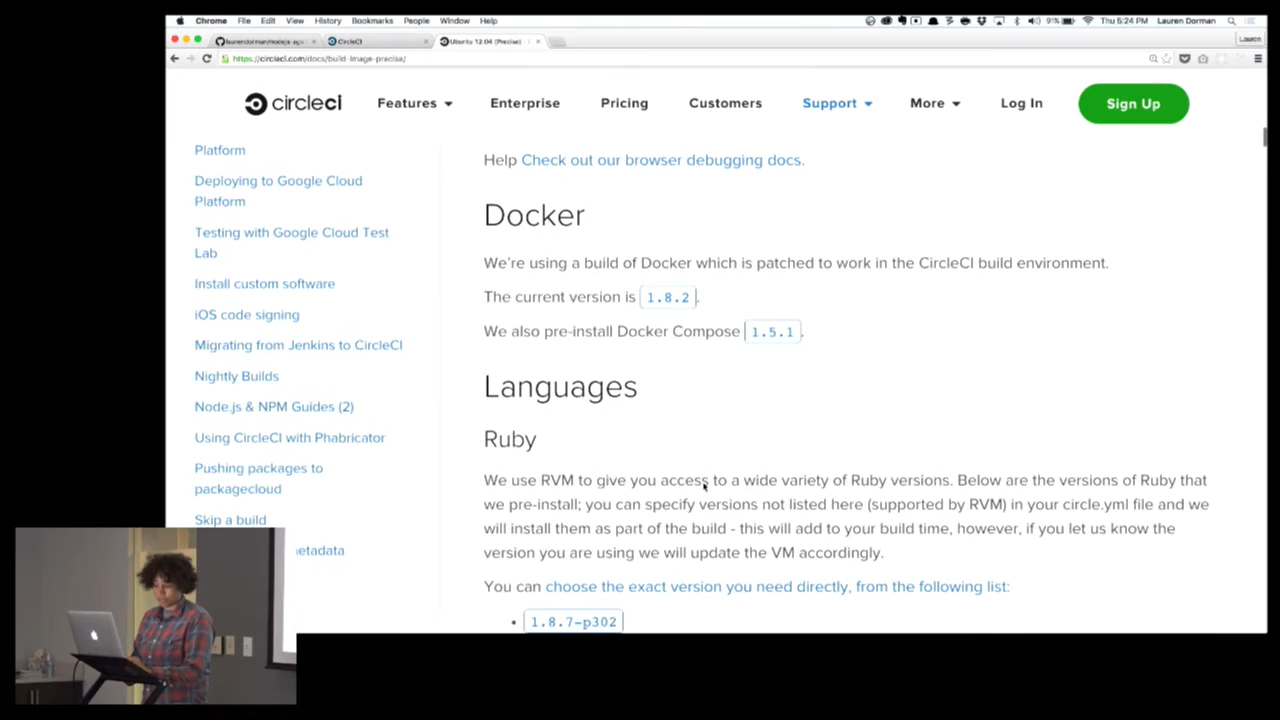 Chrome File Edit View History Bookmarks People Window Help 91% Thu 5:24 PM Lauren Dorman
CircleCI Ubuntu 12.04 (Precise) Lauren
https://circleci.com/docs/build-image-precise/
circleci Features Enterprise Pricing Customers Support More Log In Sign Up
Platform
Deploying to Google Cloud
Platform
Testing with Google Cloud Test
Lab
Install custom software
iOS code signing
Migrating from Jenkins to CircleCI
Nightly Builds
Node.js & NPM Guides (2)
Using CircleCI with Phabricator
Pushing packages to
packagecloud
Skip a build
etadata
Help Check out our browser debugging docs.
Docker
We're using a build of Docker which is patched to work in the CircleCI build environment.
The current version is 1.8.2.
We also pre-install Docker Compose 1.5.1.
Languages
Ruby
We use RVM to give you access to a wide variety of Ruby versions. Below are the versions of Ruby that
we pre-install; you can specify versions not listed here (supported by RVM) in your circle.yml file and we
will install them as part of the build - this will add to your build time, however, if you let us know the
version you are using we will update the VM accordingly.
You can choose the exact version you need directly, from the following list:
• 1.8.7-p302